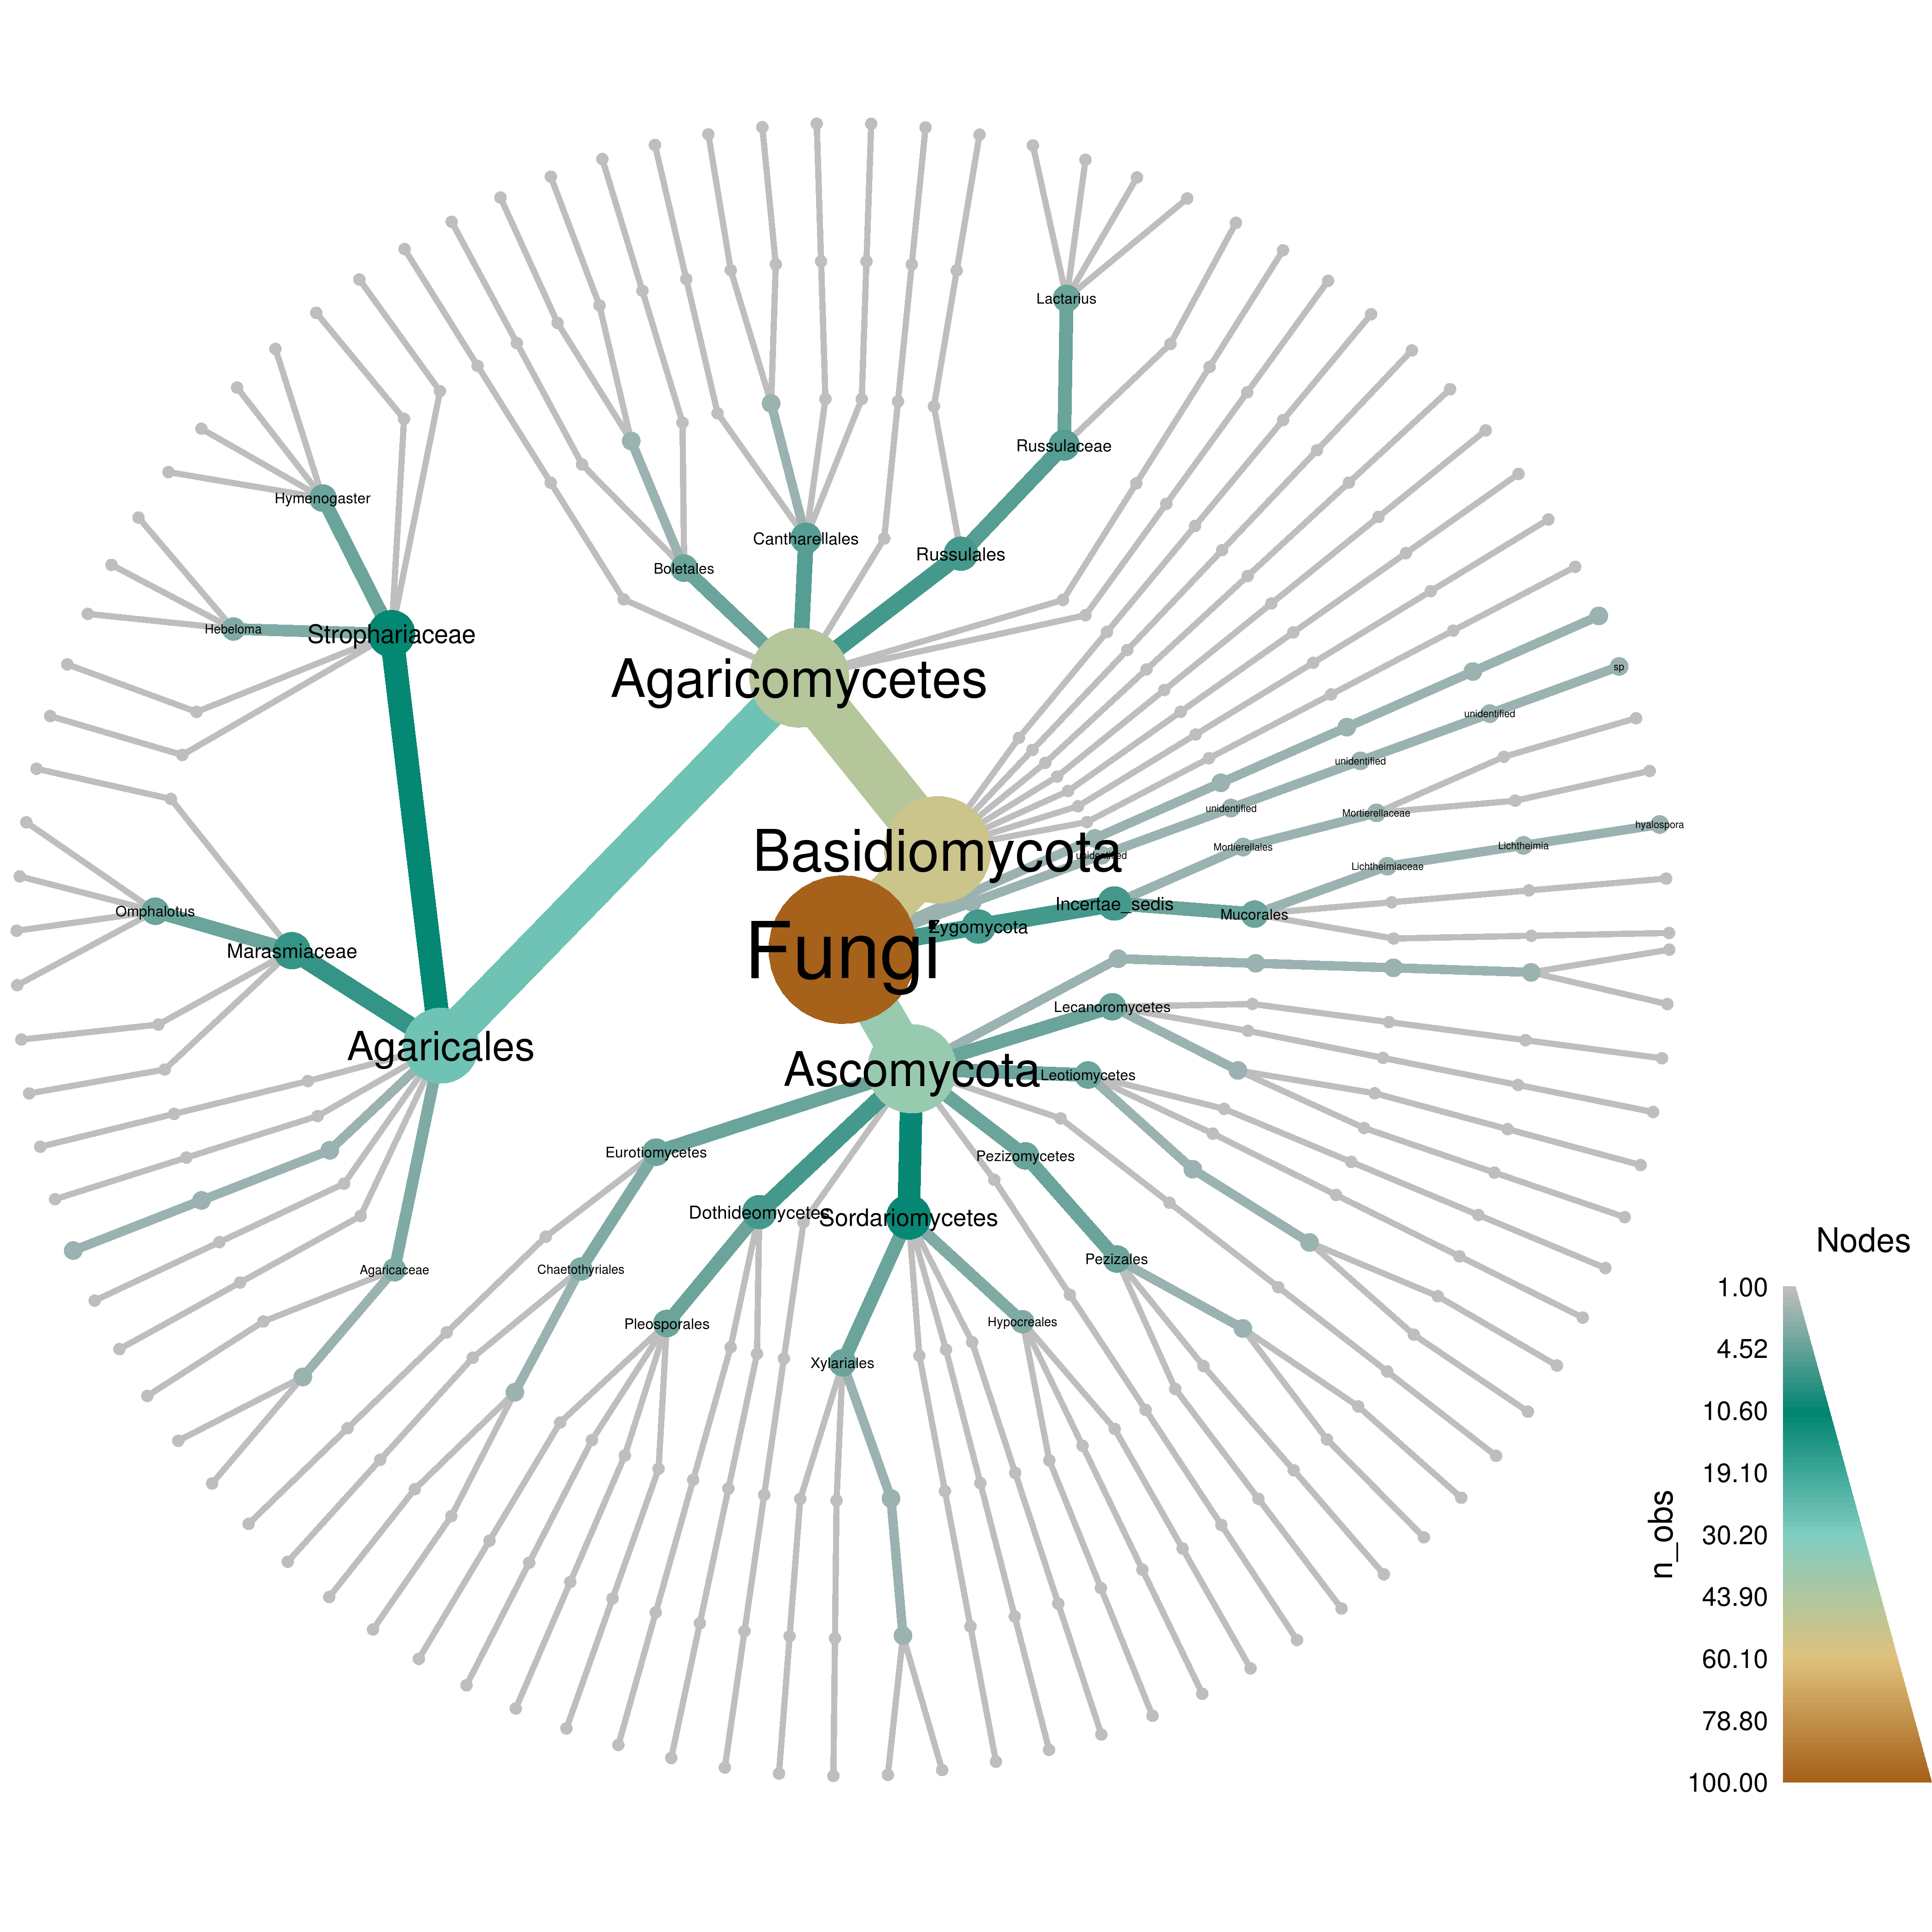 Lactarius
Russulaceae
Hymenogaster
Cantharellales
Russulales
Boletales
Hebeloma
Strophariaceae
sp
Agaricomycetes
unidentified
unidentified
unidentified
Mortierellaceae
hyalospora
Basidiomycota
Mortierellales
Lichtheimia
unidentified
Lichtheimiaceae
Incertae_sedis
Omphalotus
Mucorales
Zygomycota
Marasmiaceae
Fungi
Lecanoromycetes
Agaricales
Ascomycota
Leotiomycetes
Eurotiomycetes
Pezizomycetes
Dothideomycetes
Sordariomycetes
Nodes
Agaricaceae
Chaetothyriales
Pezizales
Pleosporales
Hypocreales
Xylariales
1.00
4.52
10.60
19.10
30.20
43.90
60.10
78.80
100.00
n_obs